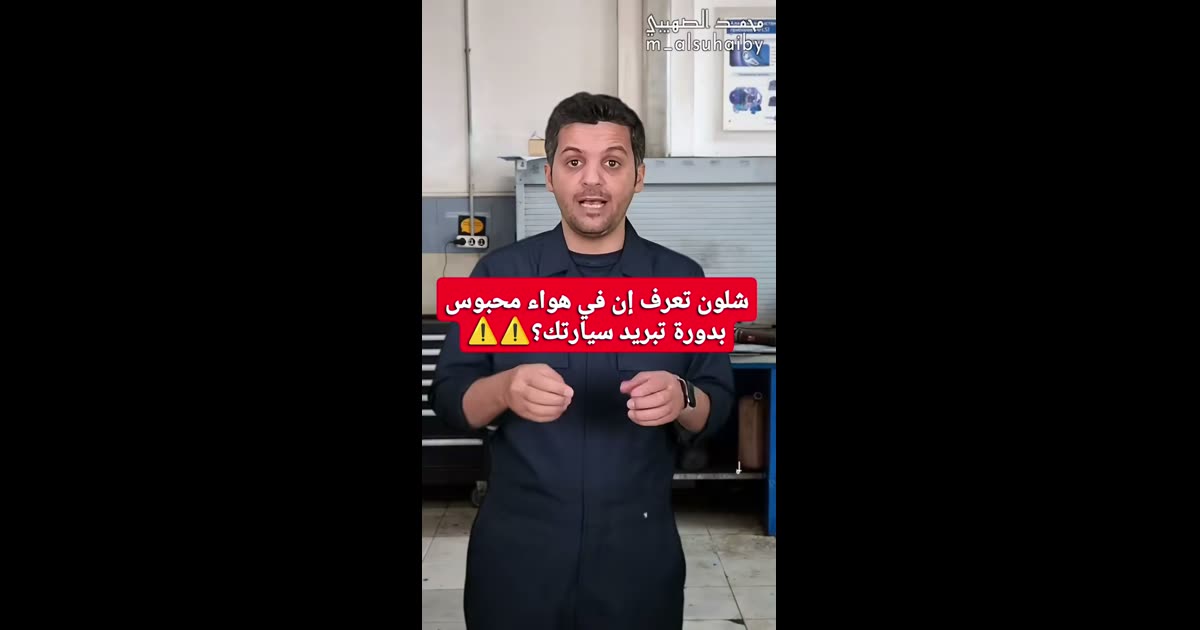 محمد الصهيبي
m_alsuhaiby
شلون تعرف إن في هواء محبوس
بدورة تبريد سيارتك؟⚠️⚠️